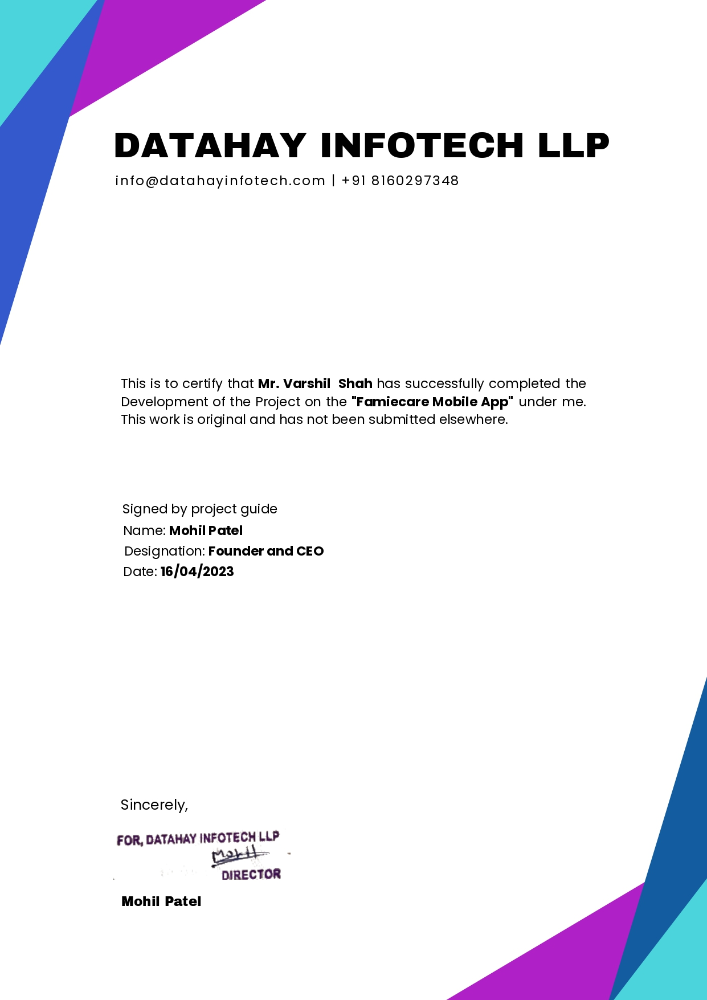 DATAHAY INFOTECH LLP
info@datahayinfotech.com | +91 8160297348
This is to certify that Mr. Varshil Shah has successfully completed the
Development of the Project on the "Famiecare Mobile App" under me.
This work is original and has not been submitted elsewhere.
Signed by project guide
Name: Mohil Patel
Designation: Founder and CEO
Date: 16/04/2023
Sincerely,
FOR, DATAHAY INFOTECH LLP
Mohil
DIRECTOR
Mohil Patel